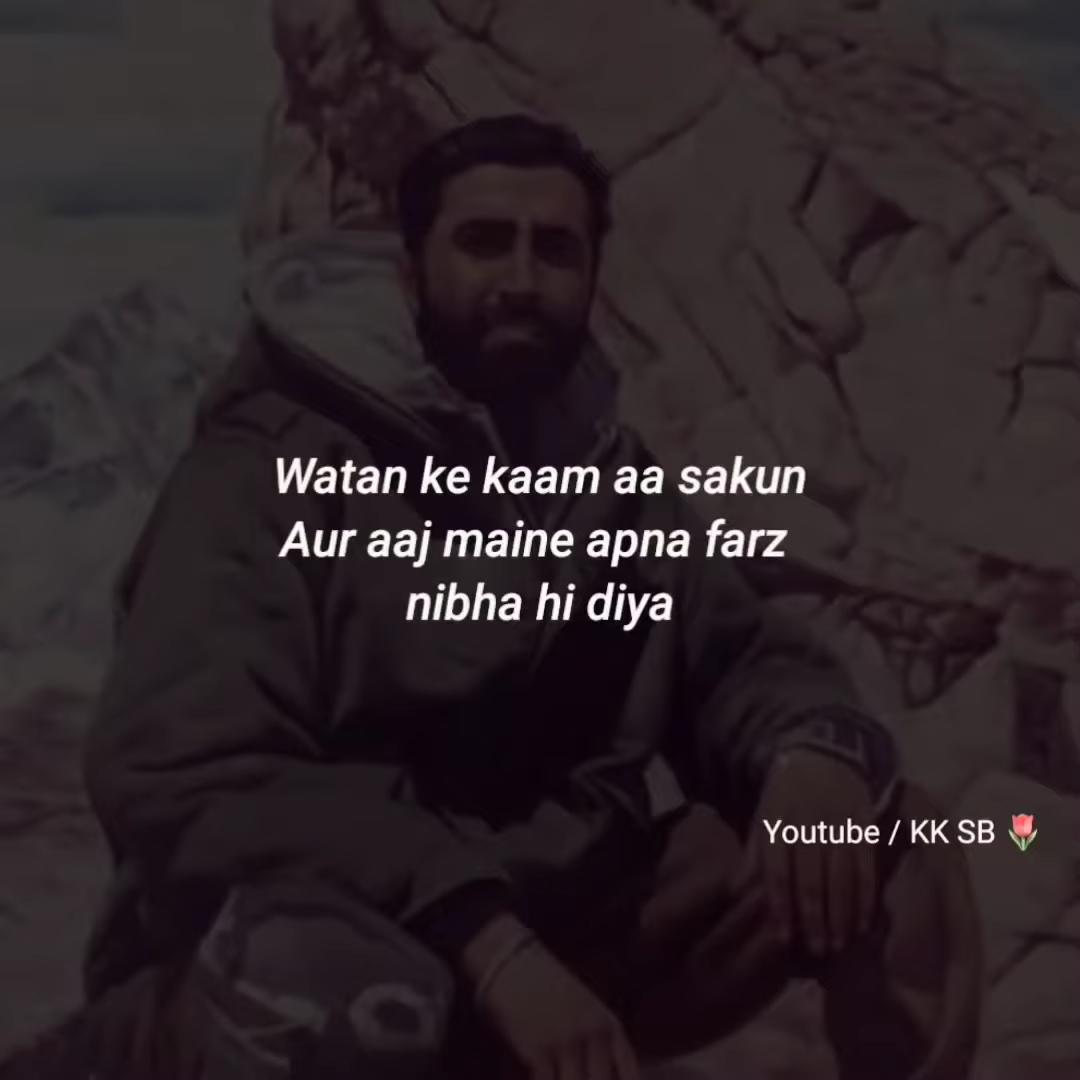 Watan ke kaam aa sakun
Aur aaj maine apna farz
nibha hi diya
Youtube / KK SB 🌷